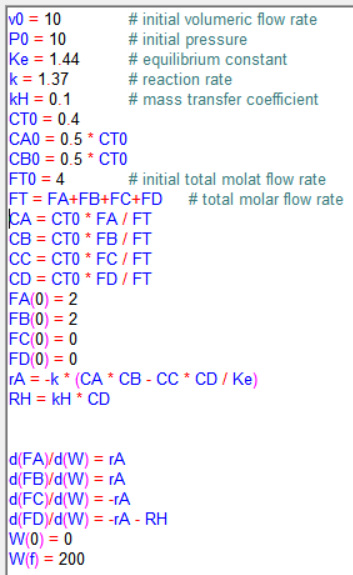 v0 = 10 # initial volumeric flow rate
P0 = 10 # initial pressure
Ke = 1.44 # equilibrium constant
k = 1.37 # reaction rate
kH = 0.1 # mass transfer coefficient
CT0 = 0.4
CA0 = 0.5 * CT0
CB0 = 0.5 * CT0
FT0 = 4 # initial total molat flow rate
FT = FA+FB+FC+FD # total molar flow rate
CA = CT0 * FA / FT
CB = CT0 * FB / FT
CC = CT0 * FC / FT
CD = CT0 * FD / FT
FA(0) = 2
FB(0) = 2
FC(0) = 0
FD(0) = 0
rA = -k * (CA * CB - CC * CD / Ke)
RH = kH * CD
d(FA)/d(W) = rA
d(FB)/d(W) = rA
d(FC)/d(W) = -rA
d(FD)/d(W) = -rA - RH
W(0) = 0
W(f) = 200